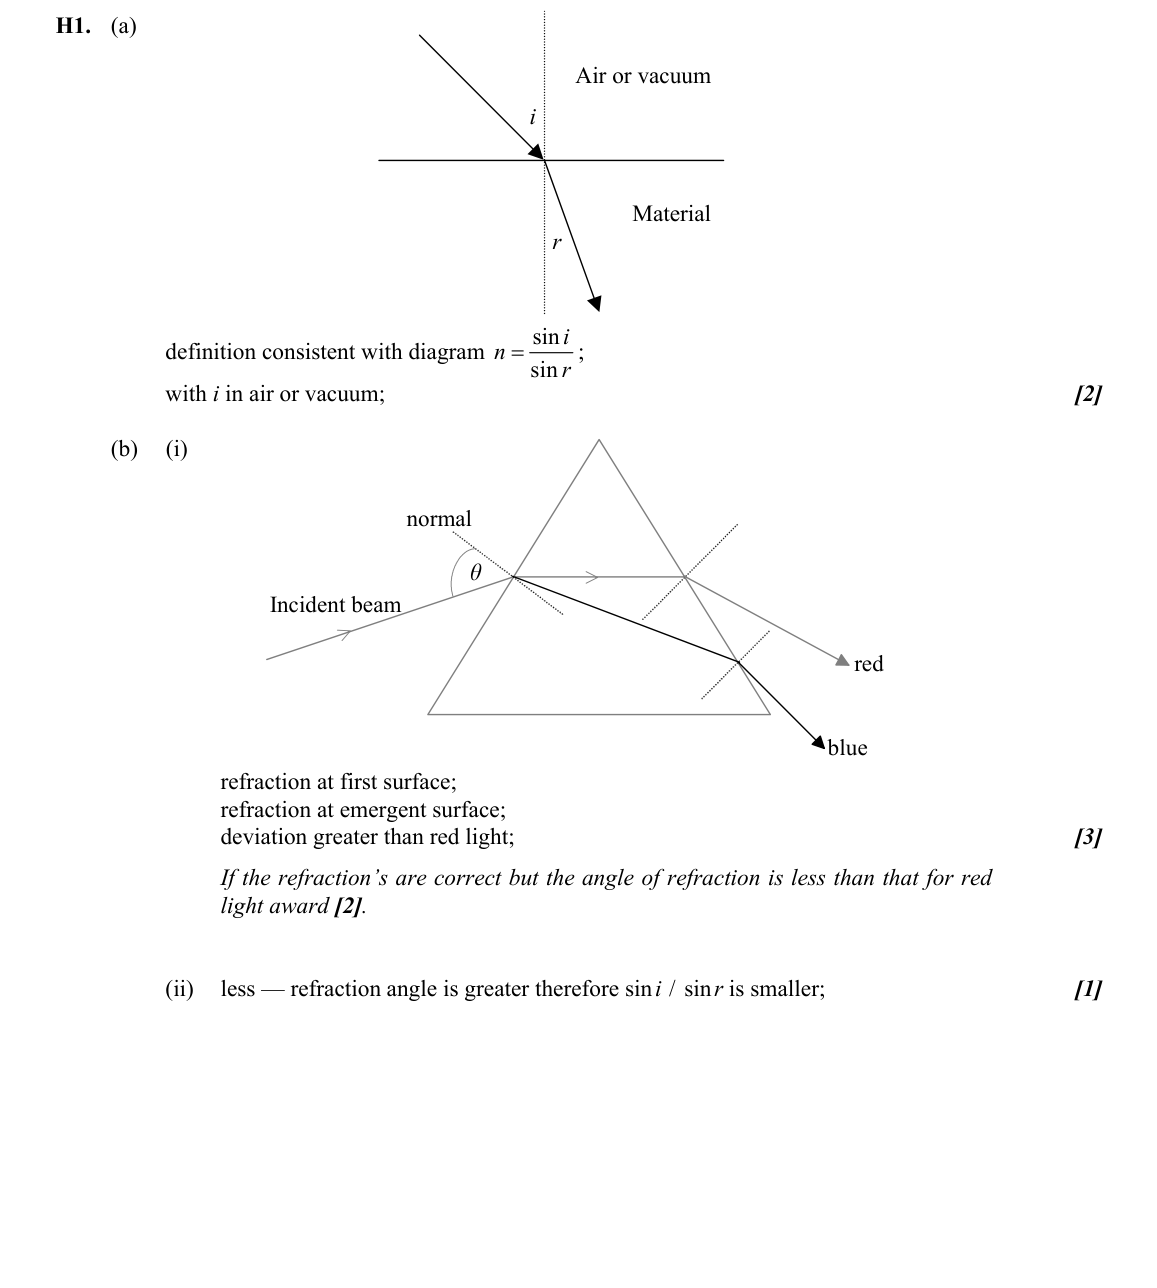 H1. (a)
Air or vacuum
i
Material
r
definition consistent with diagram n = sin i / sin r ;
with i in air or vacuum; [2]
(b) (i)
normal
θ
Incident beam
red
blue
refraction at first surface;
refraction at emergent surface;
deviation greater than red light; [3]
If the refraction's are correct but the angle of refraction is less than that for red
light award [2].
(ii) less — refraction angle is greater therefore sin i / sin r is smaller; [1]